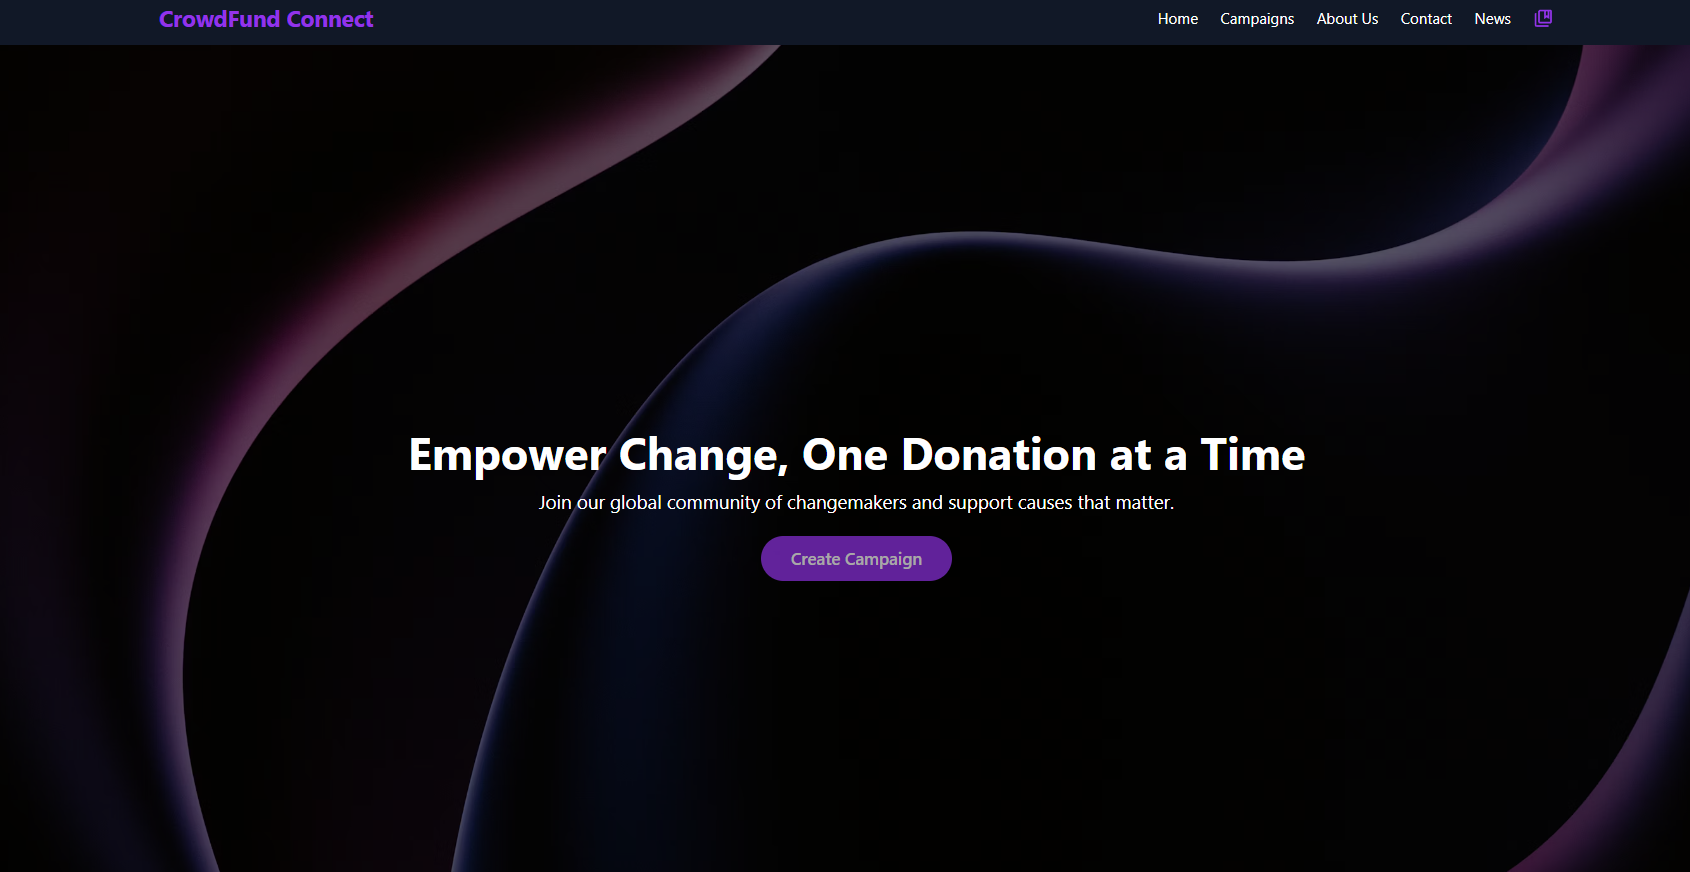 CrowdFund Connect
Home Campaigns About Us Contact News
Empower Change, One Donation at a Time
Join our global community of changemakers and support causes that matter.
Create Campaign